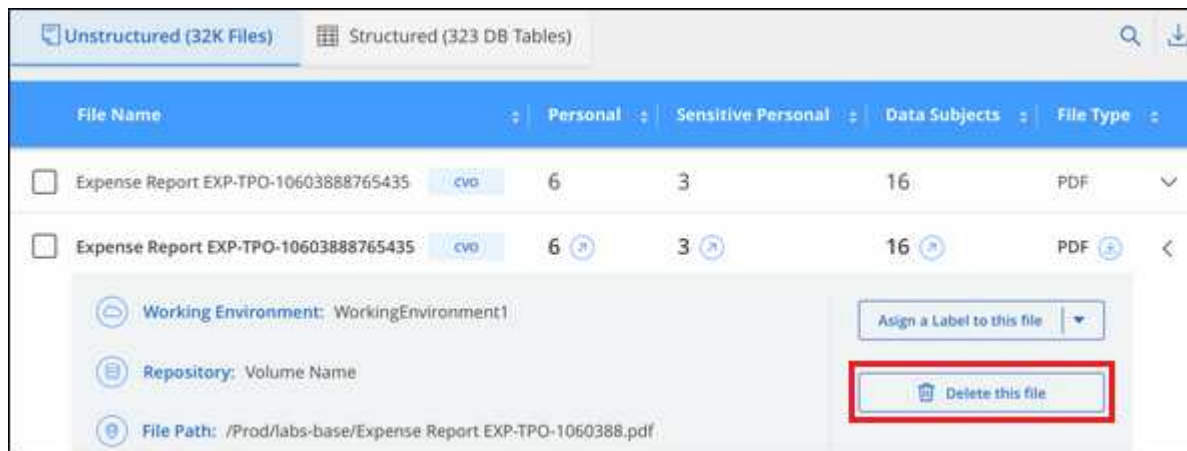 Unstructured (32K Files) Structured (323 DB Tables)
File Name Personal Sensitive Personal Data Subjects File Type
Expense Report EXP-TPO-10603888765435 CVO 6 3 16 PDF
Expense Report EXP-TPO-10603888765435 CVO 6 3 16 PDF
Working Environment: WorkingEnvironment1
Asign a Label to this file
Repository: Volume Name
Delete this file
File Path: /Prod/labs-base/Expense Report EXP-TPO-1060388.pdf